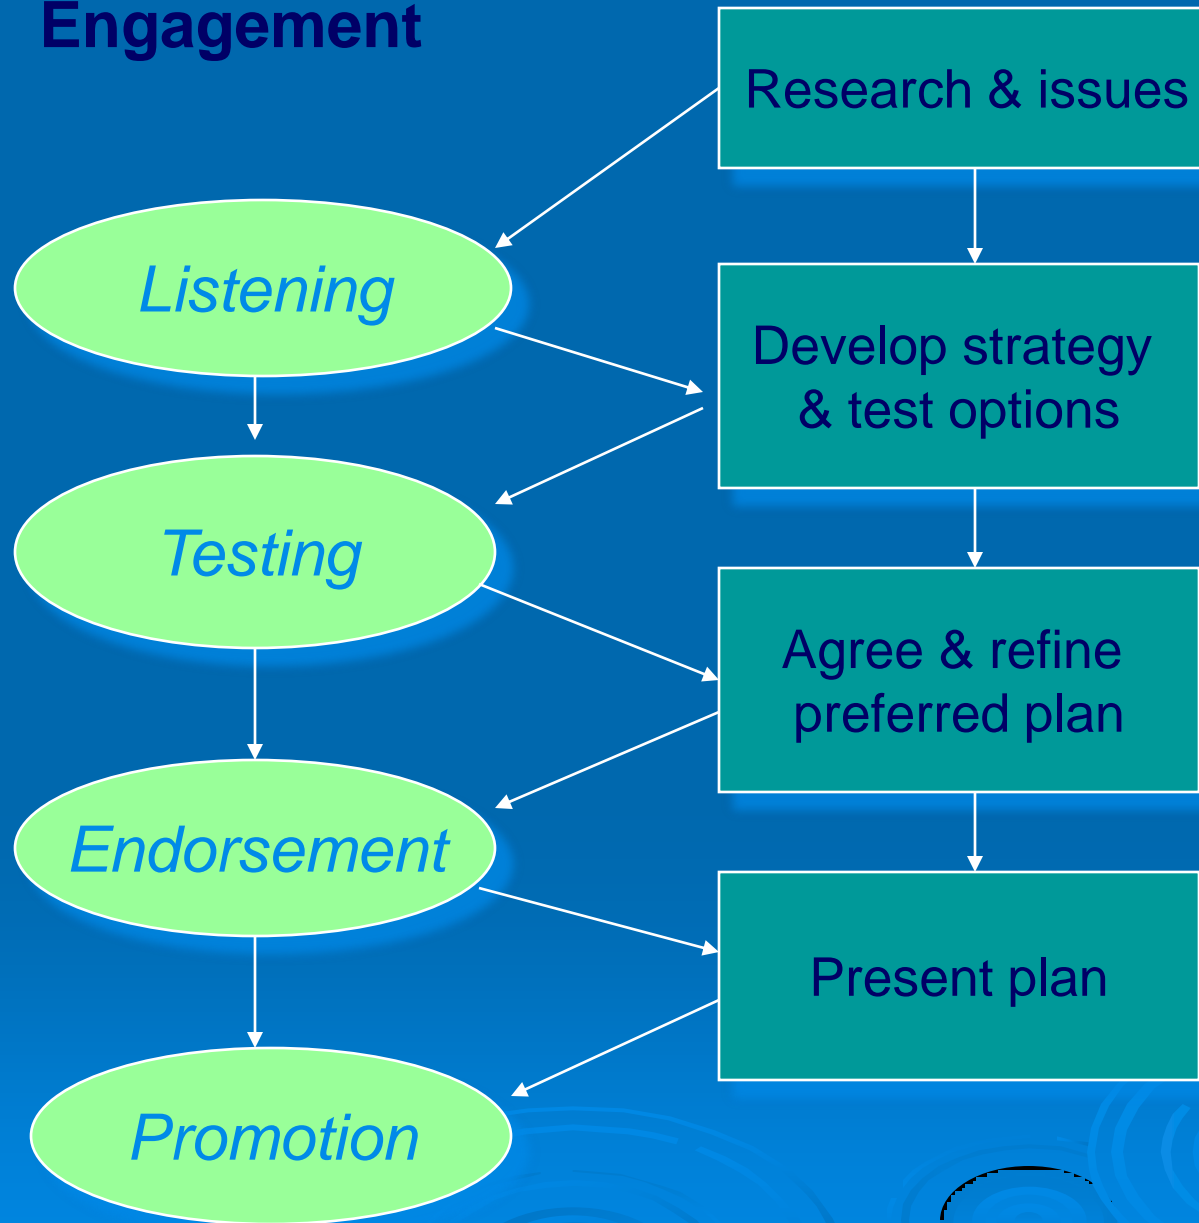 Engagement
Research & issues
Listening
Develop strategy
& test options
Testing
Agree & refine
preferred plan
Endorsement
Present plan
Promotion